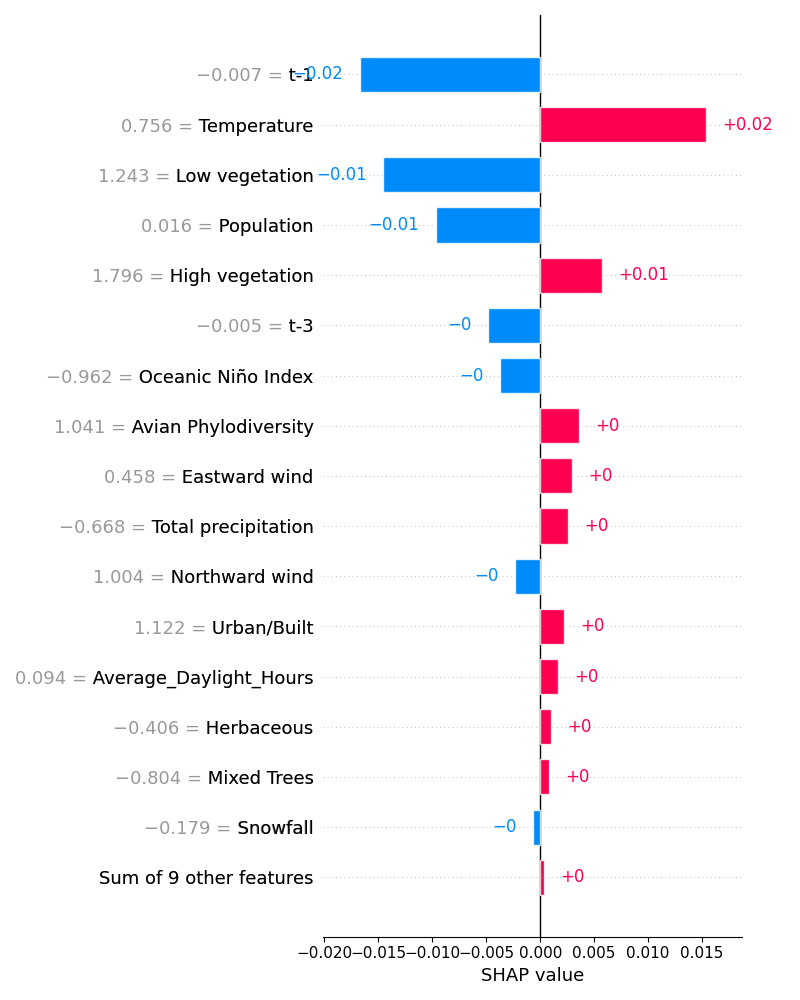 −0.007 = t-1 −0.02
0.756 = Temperature +0.02
1.243 = Low vegetation −0.01
0.016 = Population −0.01
1.796 = High vegetation +0.01
−0.005 = t-3 −0
−0.962 = Oceanic Niño Index −0
1.041 = Avian Phylodiversity +0
0.458 = Eastward wind +0
−0.668 = Total precipitation +0
1.004 = Northward wind −0
1.122 = Urban/Built +0
0.094 = Average_Daylight_Hours +0
−0.406 = Herbaceous +0
−0.804 = Mixed Trees +0
−0.179 = Snowfall −0
Sum of 9 other features +0
−0.020 −0.015 −0.010 −0.005 0.000 0.005 0.010 0.015
SHAP value